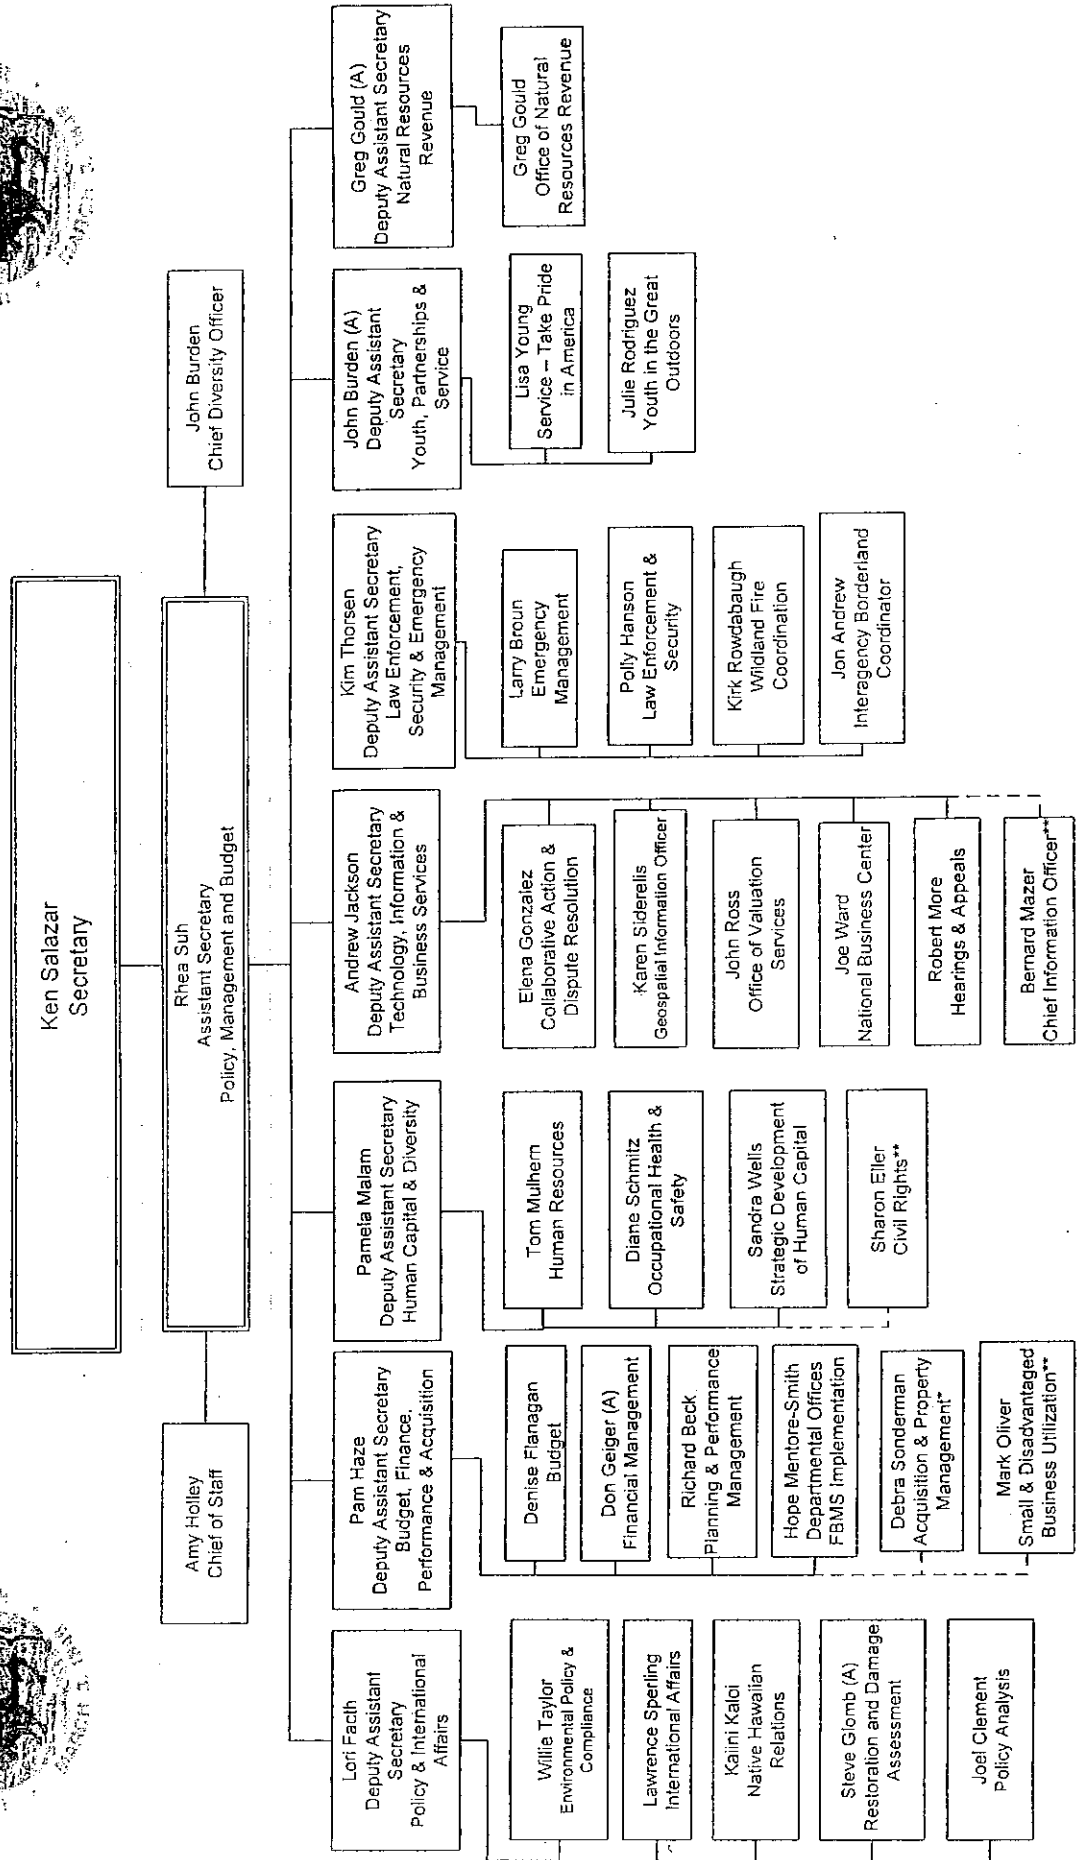 Ken Salazar
Secretary
Rhea Suh
Assistant Secretary
Policy, Management and Budget
Amy Holley
Chief of Staff
John Burden
Chief Diversity Officer
Lori Faeth
Deputy Assistant
Secretary
Policy & International
Affairs
Willie Taylor
Environmental Policy &
Compliance
Lawrence Sperling
International Affairs
Kaiini Kaloi
Native Hawaiian
Relations
Steve Glomb (A)
Restoration and Damage
Assessment
Joel Clement
Policy Analysis
Pam Haze
Deputy Assistant Secretary
Budget, Finance,
Performance & Acquisition
Denise Flanagan
Budget
Don Geiger (A)
Financial Management
Richard Beck
Planning & Performance
Management
Hope Mentore-Smith
Departmental Offices
FBMS Implementation
Debra Sonderman
Acquisition & Property
Management*
Mark Oliver
Small & Disadvantaged
Business Utilization**
Pamela Malam
Deputy Assistant Secretary
Human Capital & Diversity
Tom Mulhern
Human Resources
Diane Schmitz
Occupational Health &
Safety
Sandra Wells
Strategic Development
of Human Capital
Sharon Eller
Civil Rights**
Andrew Jackson
Deputy Assistant Secretary
Technology, Information &
Business Services
Elena Gonzalez
Collaborative Action &
Dispute Resolution
Karen Siderelis
Geospatial Information Officer
John Ross
Office of Valuation
Services
Joe Ward
National Business Center
Robert More
Hearings & Appeals
Bernard Mazer
Chief Information Officer**
Kim Thorsen
Deputy Assistant Secretary
Law Enforcement,
Security & Emergency
Management
Larry Broun
Emergency
Management
Polly Hanson
Law Enforcement &
Security
Kirk Rowdabaugh
Wildland Fire
Coordination
Jon Andrew
Interagency Borderland
Coordinator
John Burden (A)
Deputy Assistant
Secretary
Youth, Partnerships &
Service
Lisa Young
Service – Take Pride
in America
Julie Rodriguez
Youth in the Great
Outdoors
Greg Gould (A)
Deputy Assistant Secretary
Natural Resources
Revenue
Greg Gould
Office of Natural
Resources Revenue